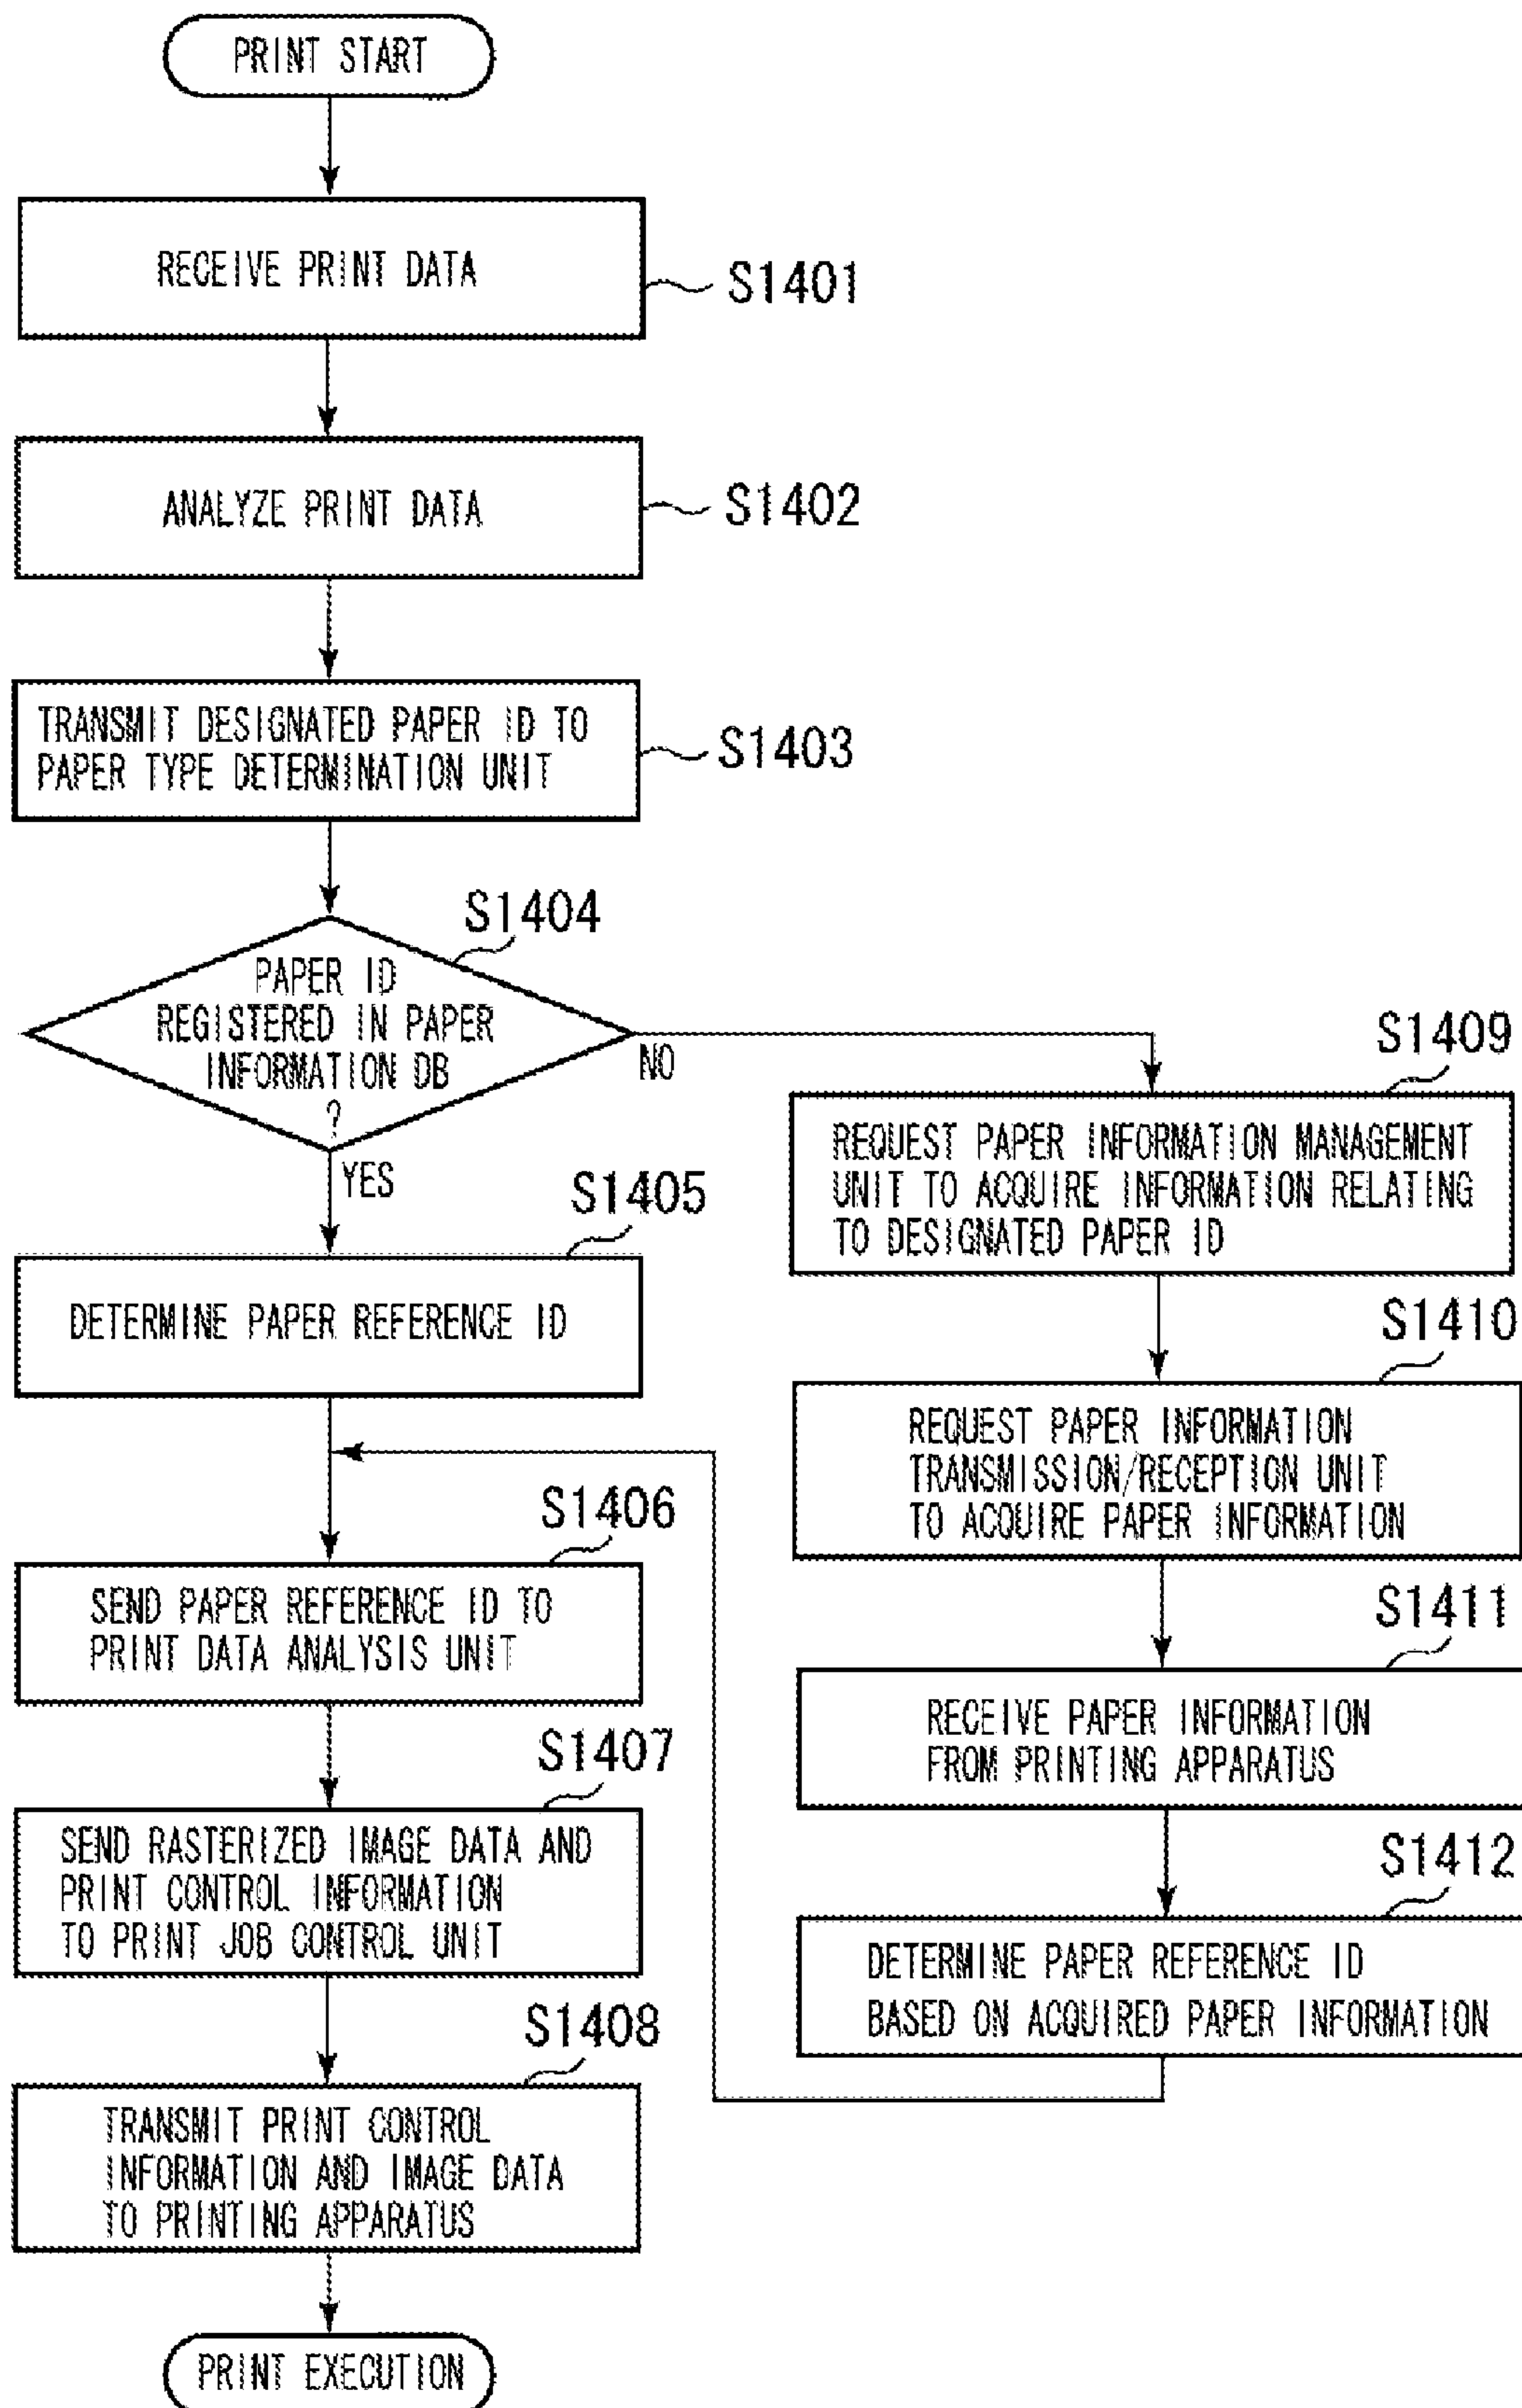 PRINT START
RECEIVE PRINT DATA
S1401
ANALYZE PRINT DATA
S1402
TRANSMIT DESIGNATED PAPER ID TO
PAPER TYPE DETERMINATION UNIT
S1403
S1404
PAPER ID
REGISTERED IN PAPER
INFORMATION DB
?
NO
YES
S1405
DETERMINE PAPER REFERENCE ID
S1406
SEND PAPER REFERENCE ID TO
PRINT DATA ANALYSIS UNIT
S1407
SEND RASTERIZED IMAGE DATA AND
PRINT CONTROL INFORMATION
TO PRINT JOB CONTROL UNIT
S1408
TRANSMIT PRINT CONTROL
INFORMATION AND IMAGE DATA
TO PRINTING APPARATUS
PRINT EXECUTION
S1409
REQUEST PAPER INFORMATION MANAGEMENT
UNIT TO ACQUIRE INFORMATION RELATING
TO DESIGNATED PAPER ID
S1410
REQUEST PAPER INFORMATION
TRANSMISSION/RECEPTION UNIT
TO ACQUIRE PAPER INFORMATION
S1411
RECEIVE PAPER INFORMATION
FROM PRINTING APPARATUS
S1412
DETERMINE PAPER REFERENCE ID
BASED ON ACQUIRED PAPER INFORMATION